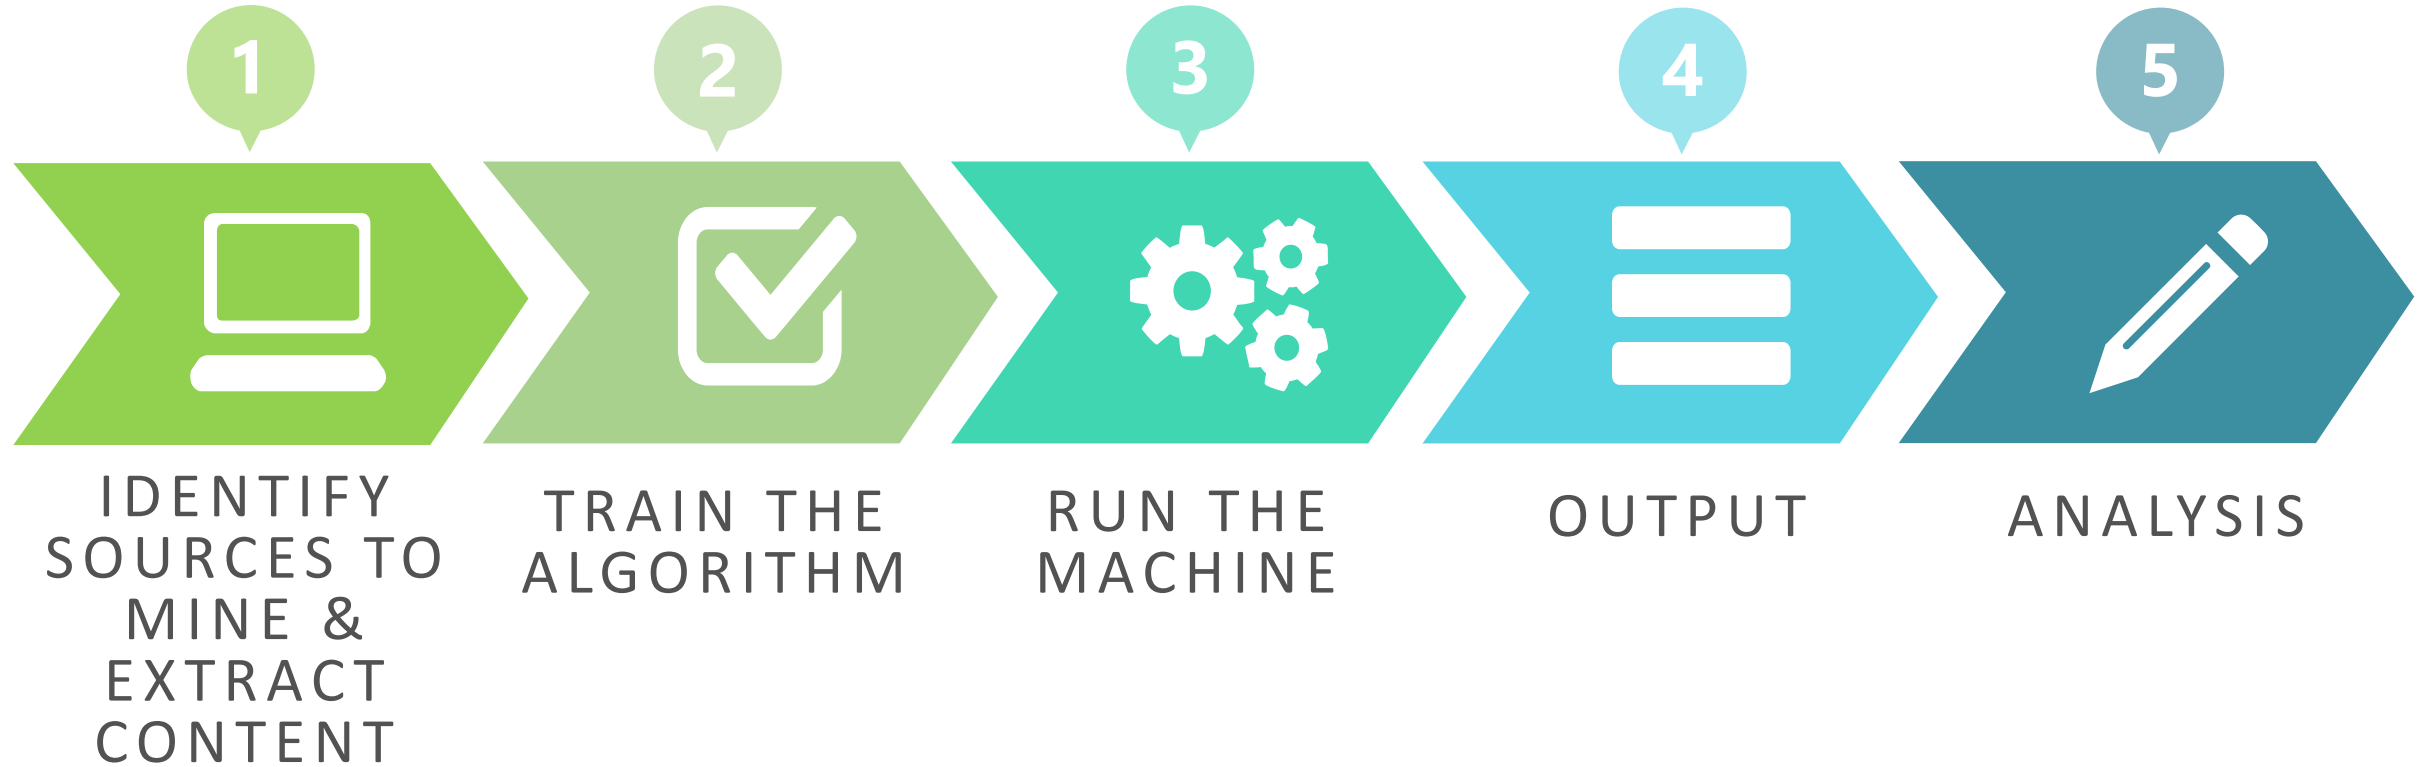 1
2
3
4
5
IDENTIFY
SOURCES TO
MINE &
EXTRACT
CONTENT
TRAIN THE
ALGORITHM
RUN THE
MACHINE
OUTPUT
ANALYSIS